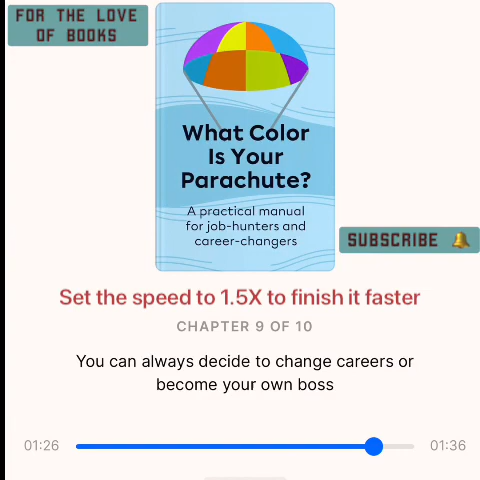 FOR THE LOVE
OF BOOKS
What Color
Is Your
Parachute?
A practical manual
for job-hunters and
career-changers
SUBSCRIBE 🔔
Set the speed to 1.5X to finish it faster
CHAPTER 9 OF 10
You can always decide to change careers or
become your own boss
01:26
01:36